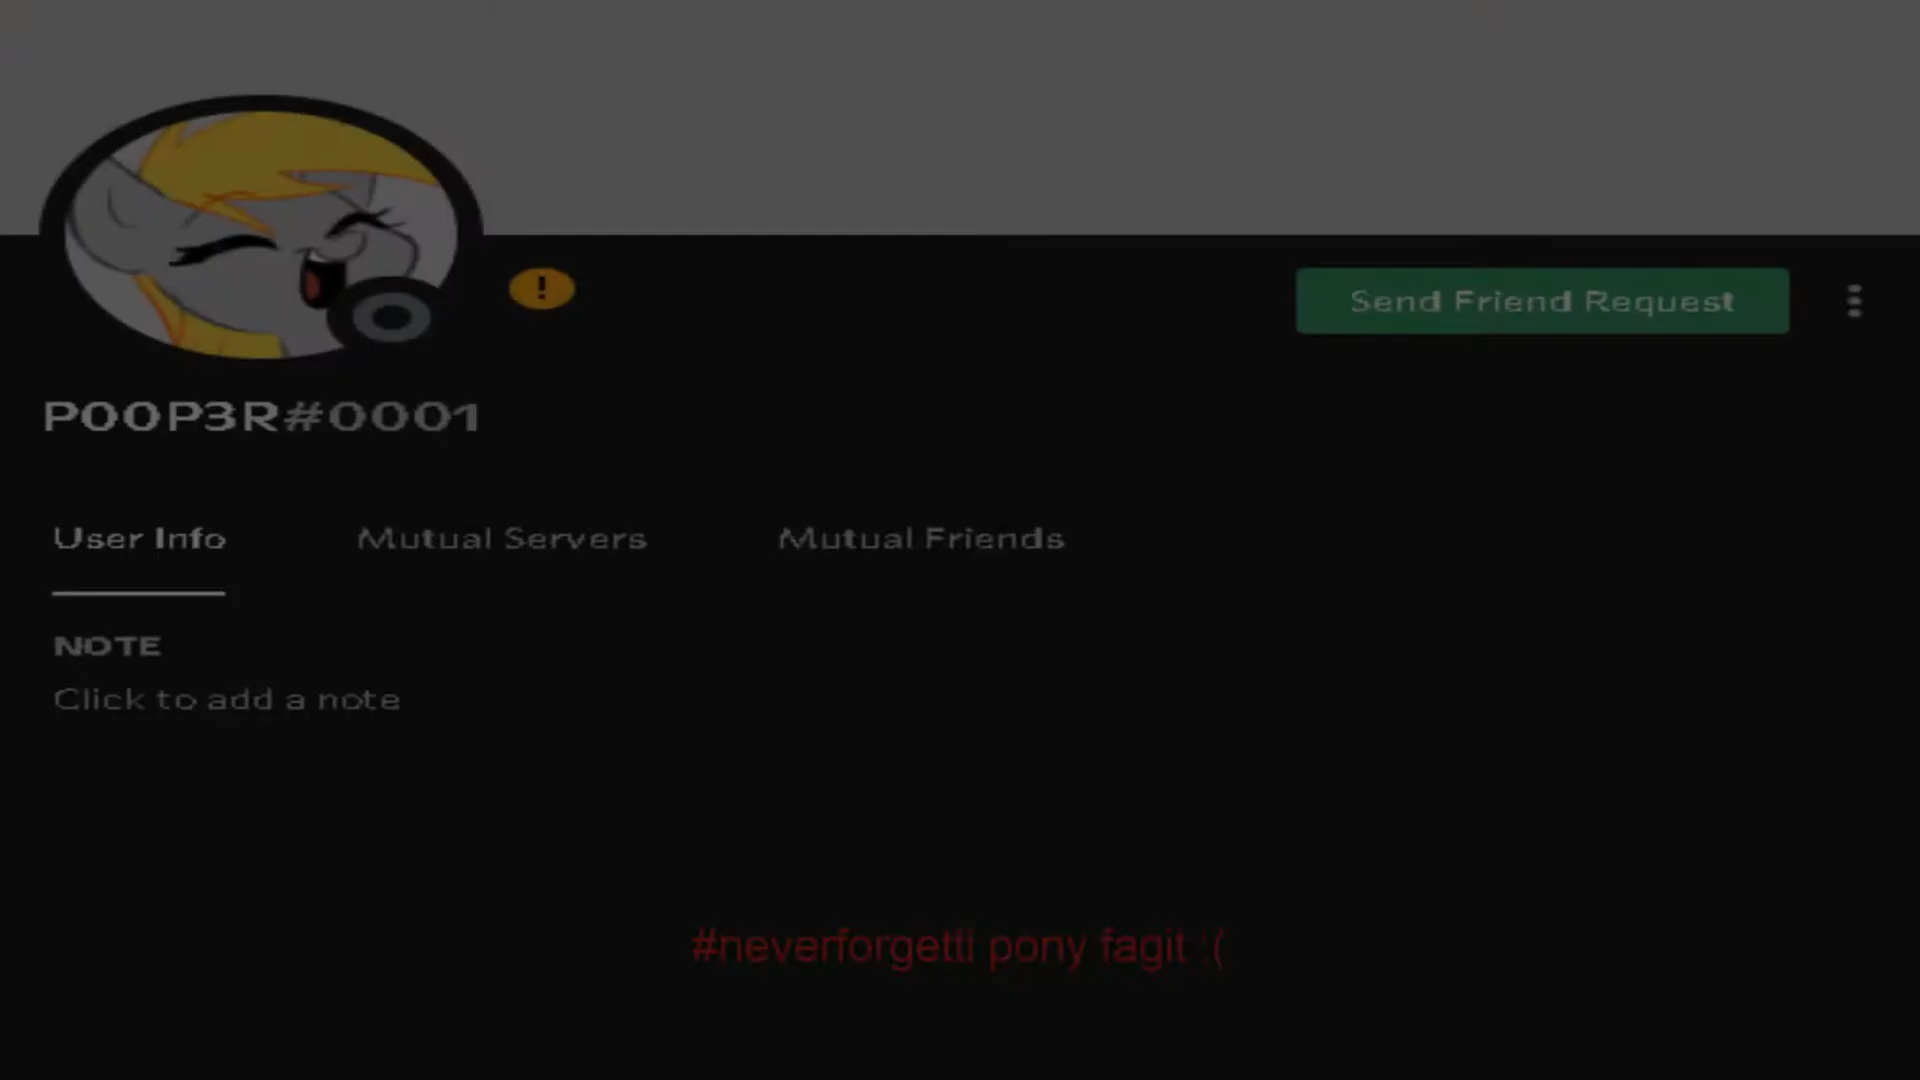 !
Send Friend Request
P00P3R#0001
User Info Mutual Servers Mutual Friends
NOTE
Click to add a note
#neverforgetti pony fagit :(